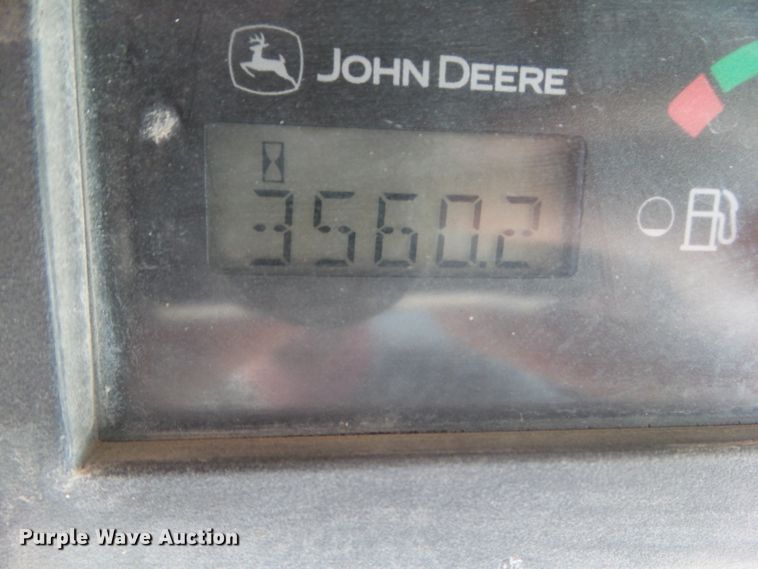 JOHN DEERE
3560.2
Purple Wave Auction